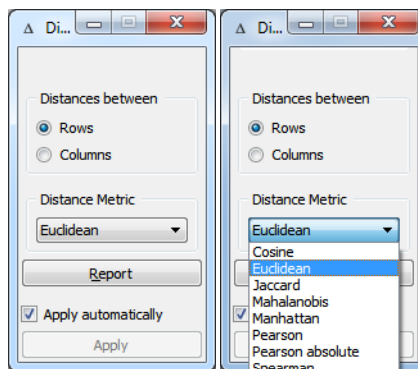 Δ Di...
Distances between
Rows
Columns
Distance Metric
Euclidean
Report
Apply automatically
Apply
Δ Di...
Distances between
Rows
Columns
Distance Metric
Euclidean
Cosine
Euclidean
Jaccard
Mahalanobis
Manhattan
Pearson
Pearson absolute
Spearman